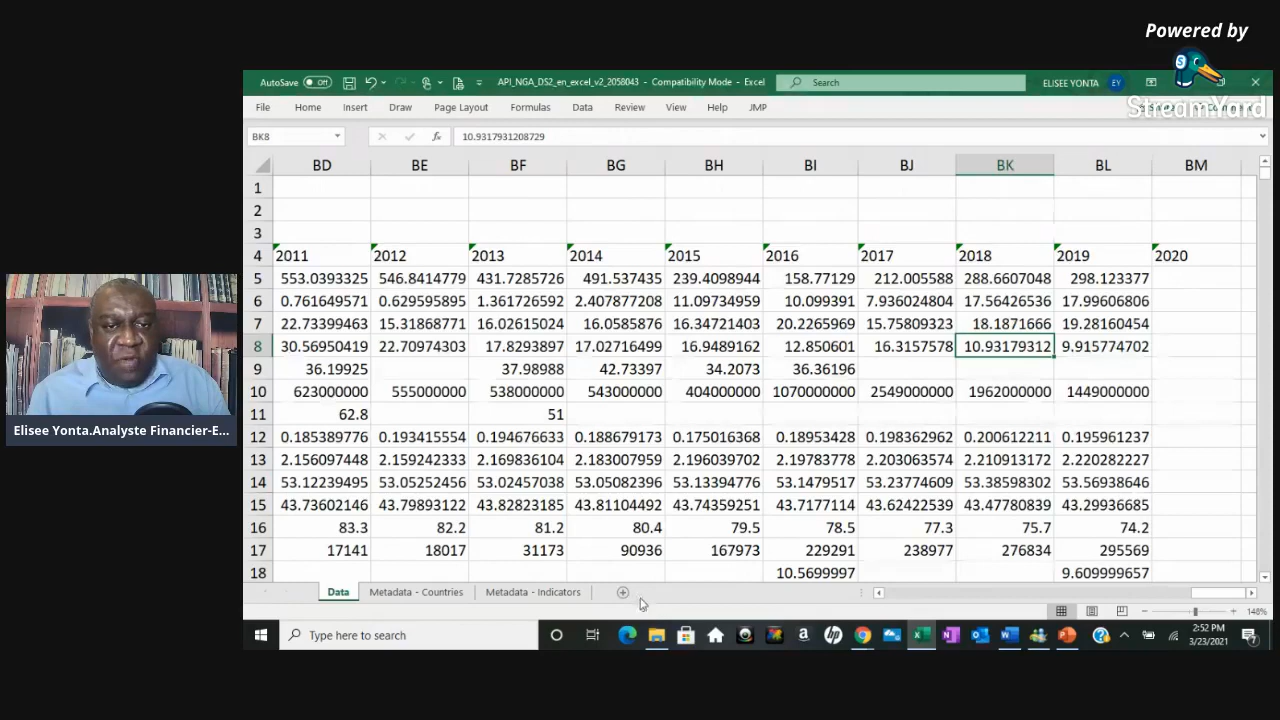 Powered by
StreamYard
AutoSave Off API_NGA_DS2_en_excel_v2_2058043 - Compatibility Mode - Excel Search ELISEE YONTA EY
File Home Insert Draw Page Layout Formulas Data Review View Help JMP
BK8 fx 10.9317931208729
BD BE BF BG BH BI BJ BK BL BM
1
2
3
4 2011 2012 2013 2014 2015 2016 2017 2018 2019 2020
5 553.0393325 546.8414779 431.7285726 491.537435 239.4098944 158.77129 212.005588 288.6607048 298.123377
6 0.761649571 0.629595895 1.361726592 2.407877208 11.09734959 10.099391 7.936024804 17.56426536 17.99606806
7 22.73399463 15.31868771 16.02615024 16.0585876 16.34721403 20.2265969 15.75809323 18.1871666 19.28160454
8 30.56950419 22.70974303 17.8293877 17.02716499 16.9489162 12.850601 16.3157578 10.93179312 9.915774702
9 36.19925 37.98988 42.73397 34.2073 36.36196
10 623000000 555000000 538000000 543000000 404000000 1070000000 2549000000 1962000000 1449000000
11 62.8 51
12 0.185389776 0.193415554 0.194676633 0.188679173 0.175016368 0.18953428 0.198362962 0.200612211 0.195961237
13 2.156097448 2.159242333 2.169836104 2.183007959 2.196039702 2.19783778 2.203063574 2.210913172 2.220282227
14 53.12239495 53.05252456 53.02457038 53.05082396 53.13394776 53.1479517 53.23774609 53.38598302 53.56938646
15 43.73602146 43.79893122 43.82823185 43.81104492 43.74359251 43.7177114 43.62422539 43.47780839 43.29936685
16 83.3 82.2 81.2 80.4 79.5 78.5 77.3 75.7 74.2
17 17141 18017 31173 90936 167973 229291 238977 276834 295569
18 10.5699997 9.609999657
Elisee Yonta.Analyste Financier-E...
Data Metadata - Countries Metadata - Indicators
148%
Type here to search
2:52 PM
3/23/2021